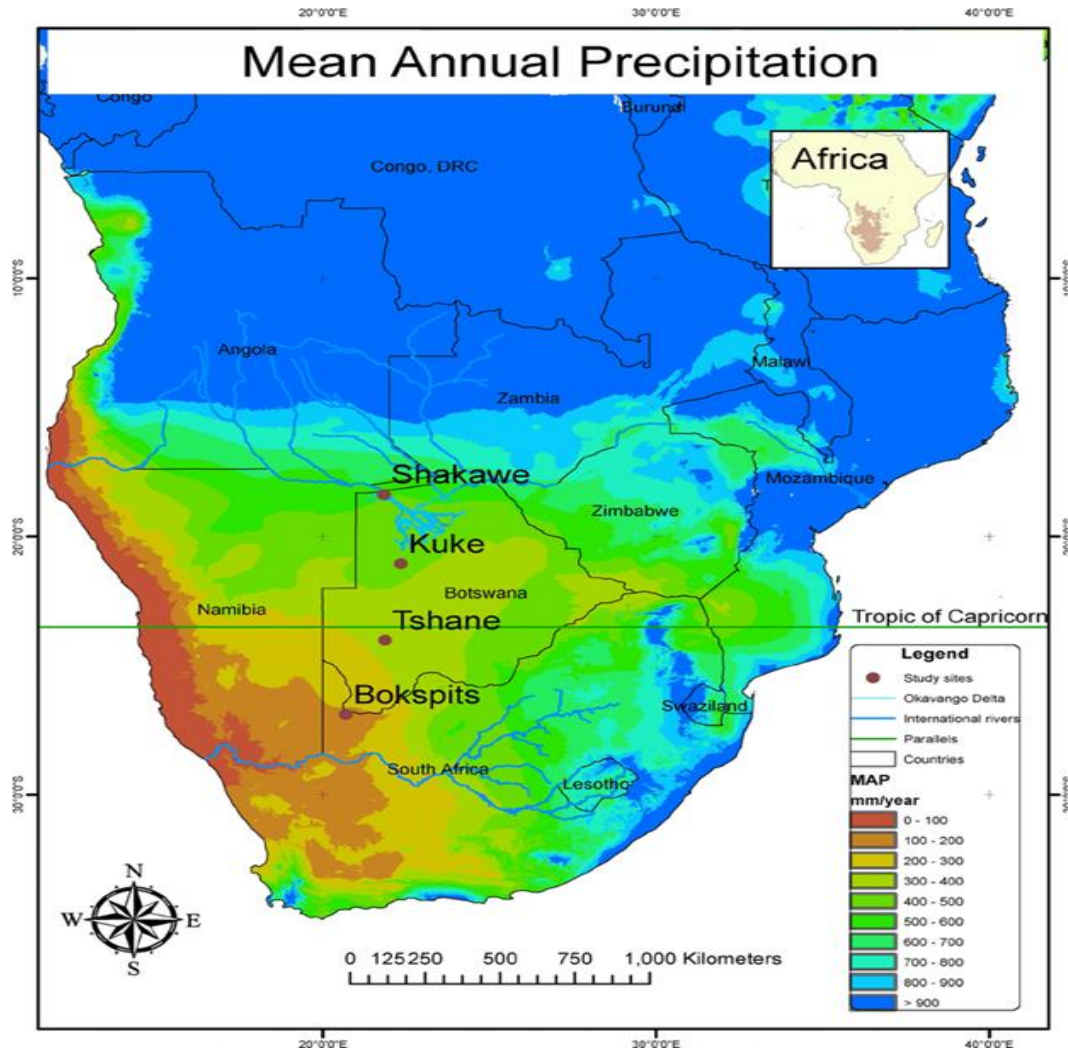 20°0'0"E 30°0'0"E 40°0'0"E
Mean Annual Precipitation
Congo
Burundi
Congo, DRC
Africa
T
10°0'0"S
Angola
Malawi
Zambia
Shakawe
Mozambique
Zimbabwe
20°0'0"S
Kuke
Botswana
Namibia
Tshane
Tropic of Capricorn
Bokspits
Swaziland
South Africa
Lesotho
30°0'0"S
Legend
Study sites
Okavango Delta
International rivers
Parallels
Countries
MAP
mm/year
0 - 100
100 - 200
200 - 300
300 - 400
400 - 500
500 - 600
600 - 700
700 - 800
800 - 900
> 900
N
W E
S
0 125 250 500 750 1,000 Kilometers
20°0'0"E 30°0'0"E 40°0'0"E